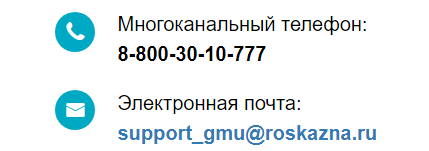 Многоканальный телефон:
8-800-30-10-777
Электронная почта:
support_gmu@roskazna.ru